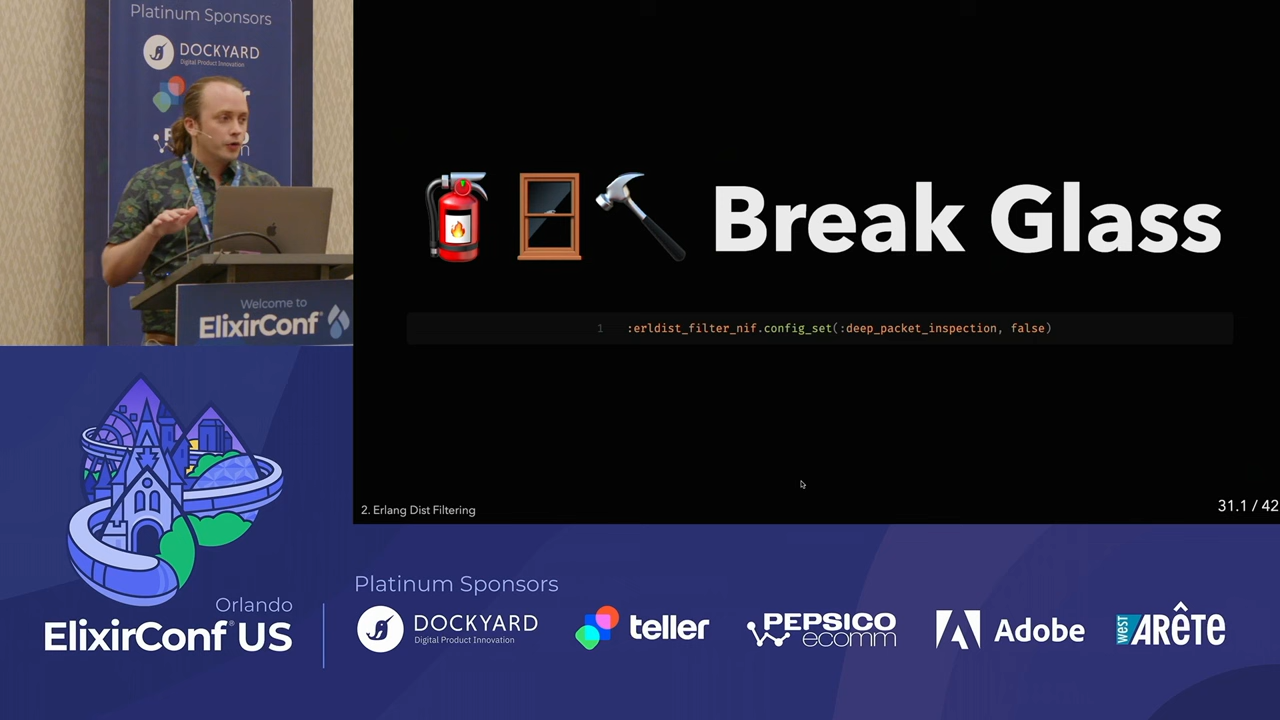 Platinum Sponsors
DOCKYARD
Digital Product Innovation
Welcome to
ElixirConf
Break Glass
1 :erldist_filter_nif.config_set(:deep_packet_inspection, false)
2. Erlang Dist Filtering
31.1 / 42
Orlando
ElixirConf® US
Platinum Sponsors
DOCKYARD
Digital Product Innovation
teller
PEPSICO
ecomm
Adobe
west ARÊTE